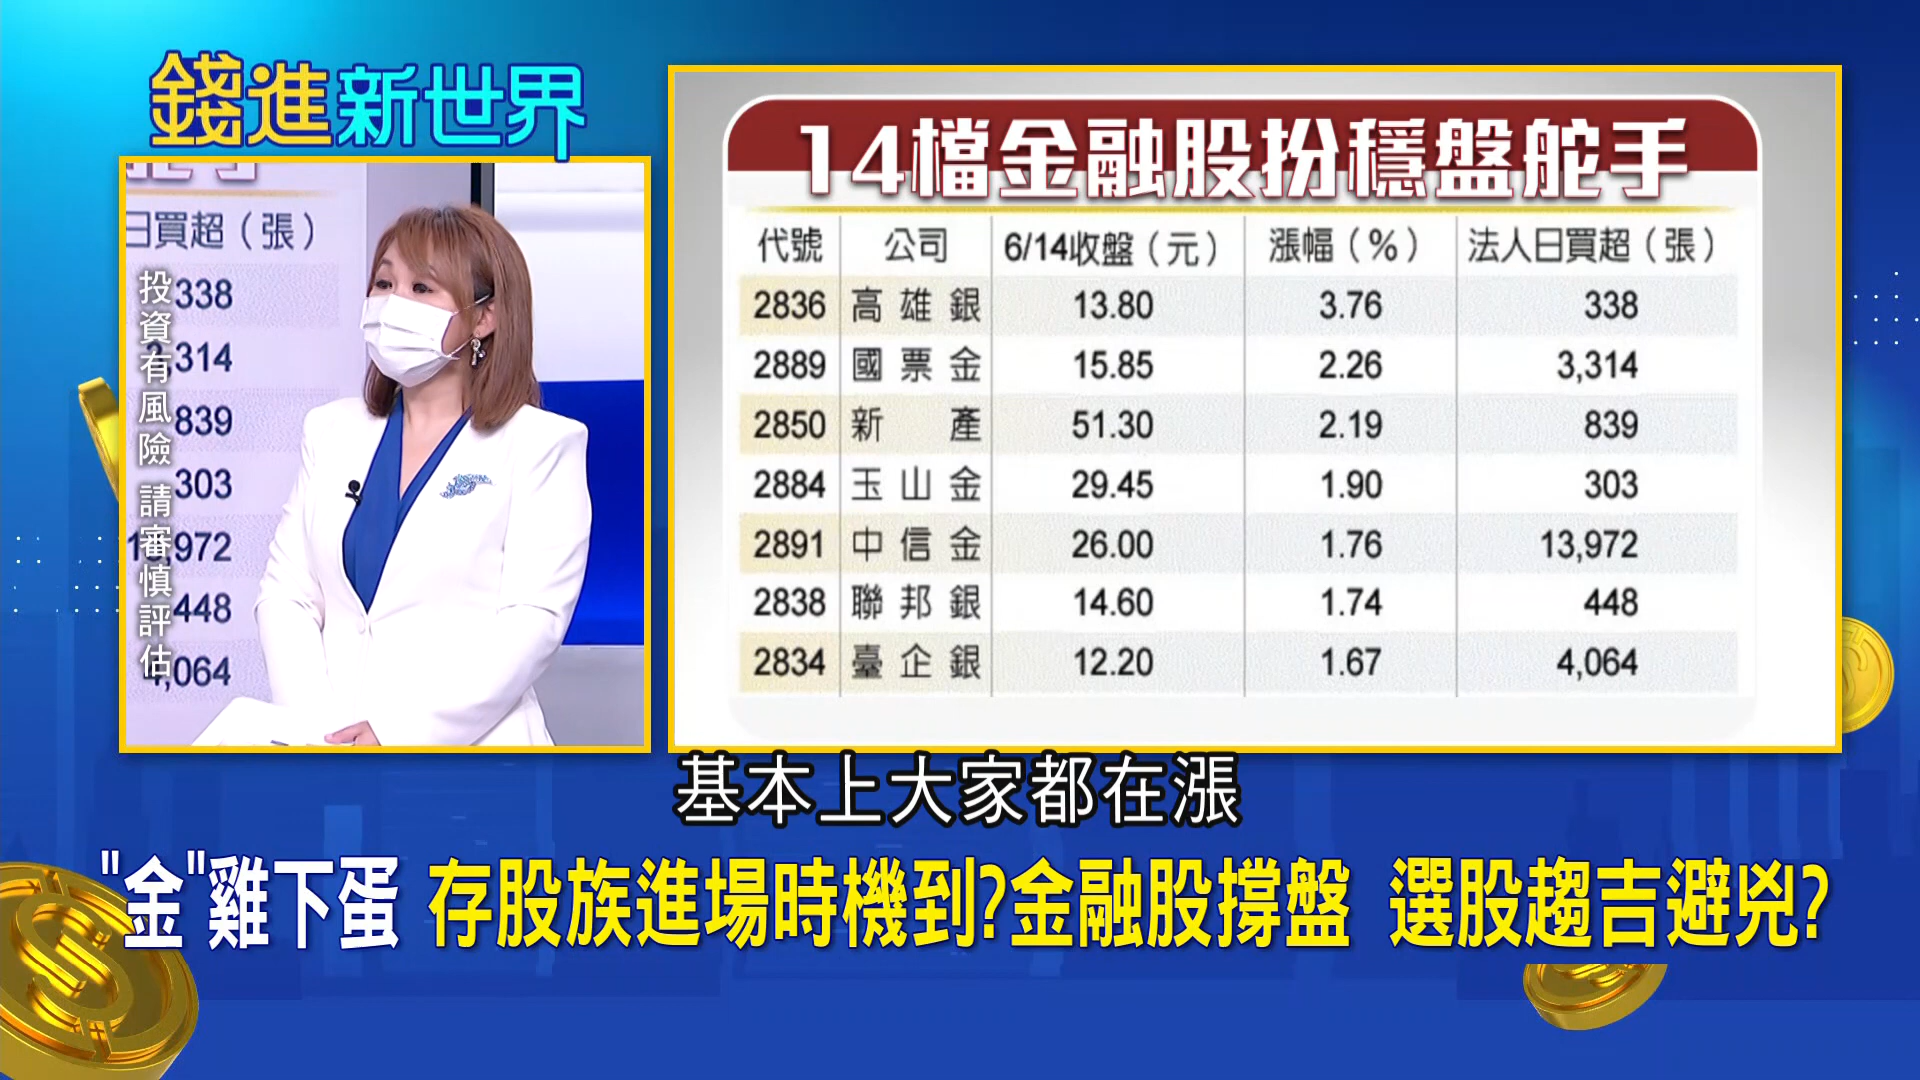 錢進新世界
14檔金融股扮穩盤舵手
代號 公司 6/14收盤（元） 漲幅（%） 法人日買超（張）
2836 高雄銀 13.80 3.76 338
2889 國票金 15.85 2.26 3,314
2850 新產 51.30 2.19 839
2884 玉山金 29.45 1.90 303
2891 中信金 26.00 1.76 13,972
2838 聯邦銀 14.60 1.74 448
2834 臺企銀 12.20 1.67 4,064
日買超（張）
338
,314
839
303
,972
448
,064
投資有風險 請審慎評估
基本上大家都在漲
"金"雞下蛋 存股族進場時機到?金融股撐盤 選股趨吉避兇?